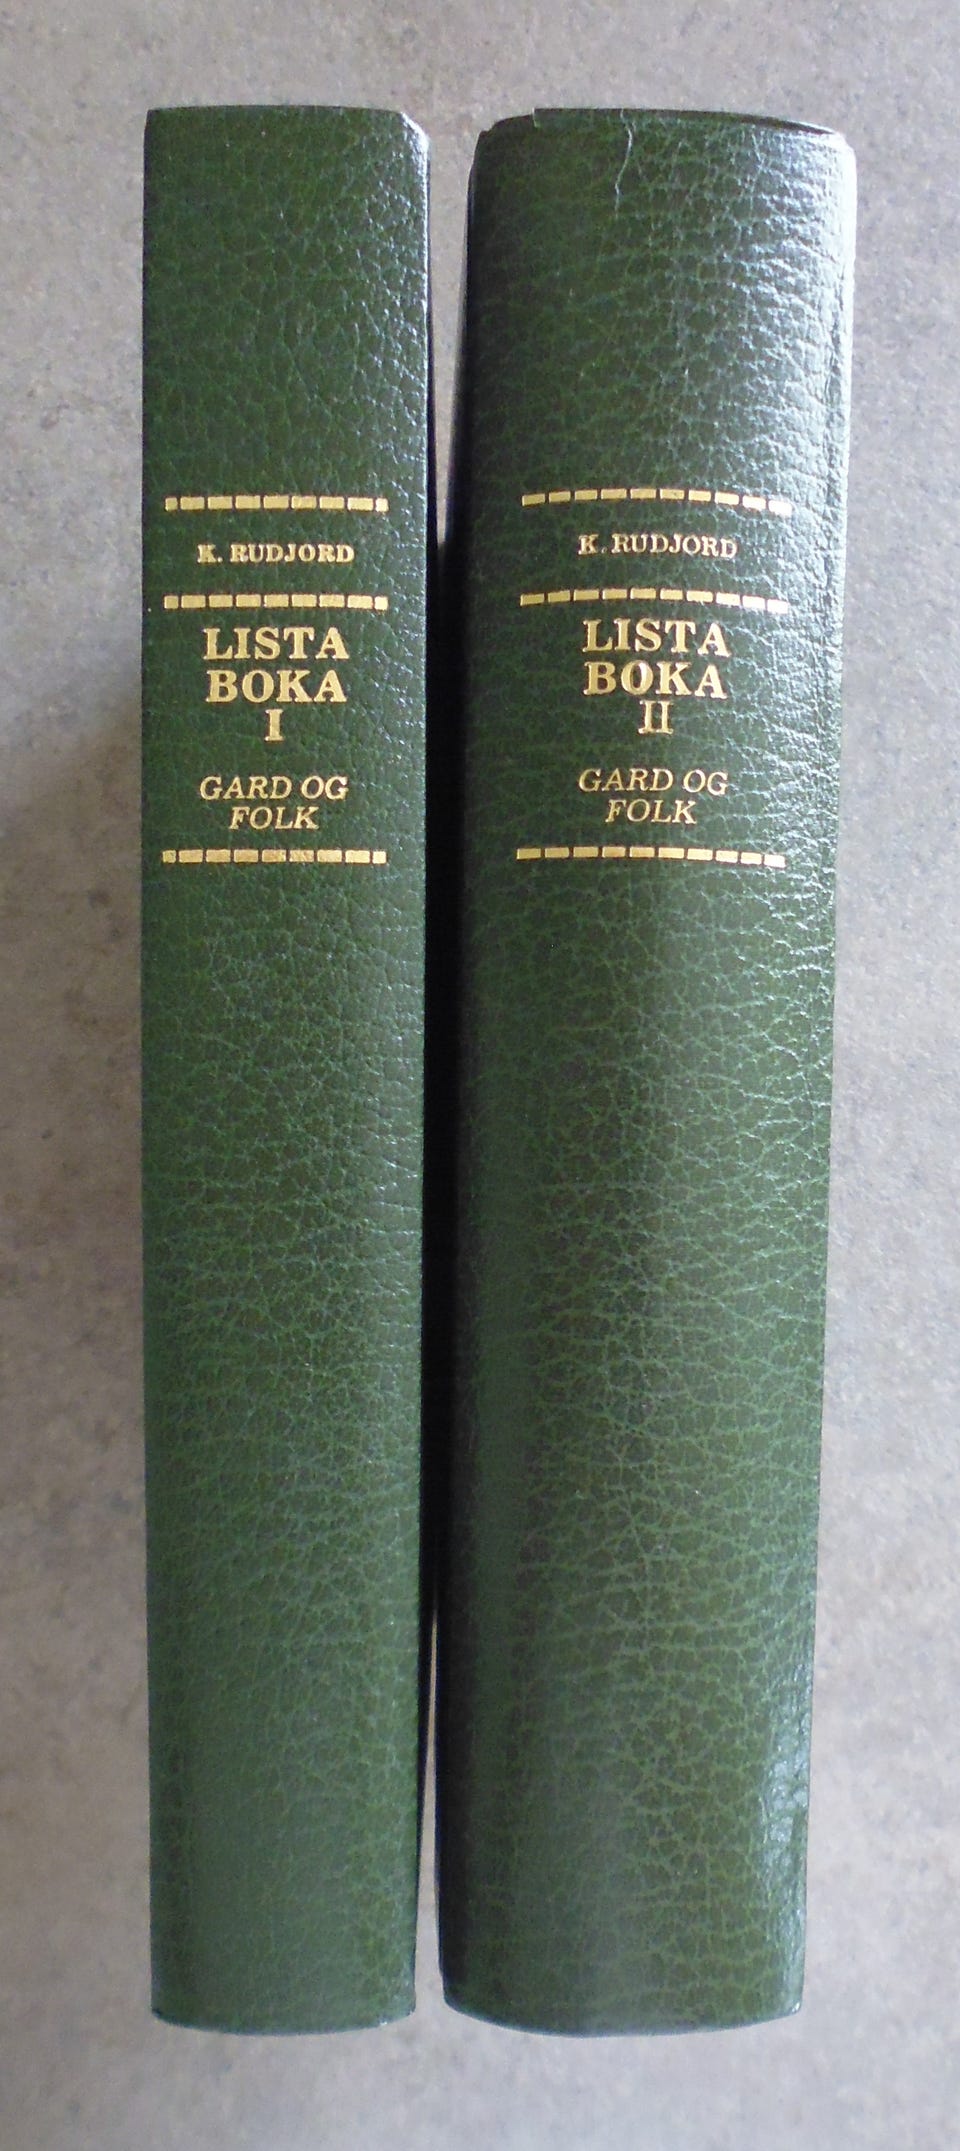 K. RUDJORD
LISTA
BOKA
I
GARD OG
FOLK
K. RUDJORD
LISTA
BOKA
II
GARD OG
FOLK